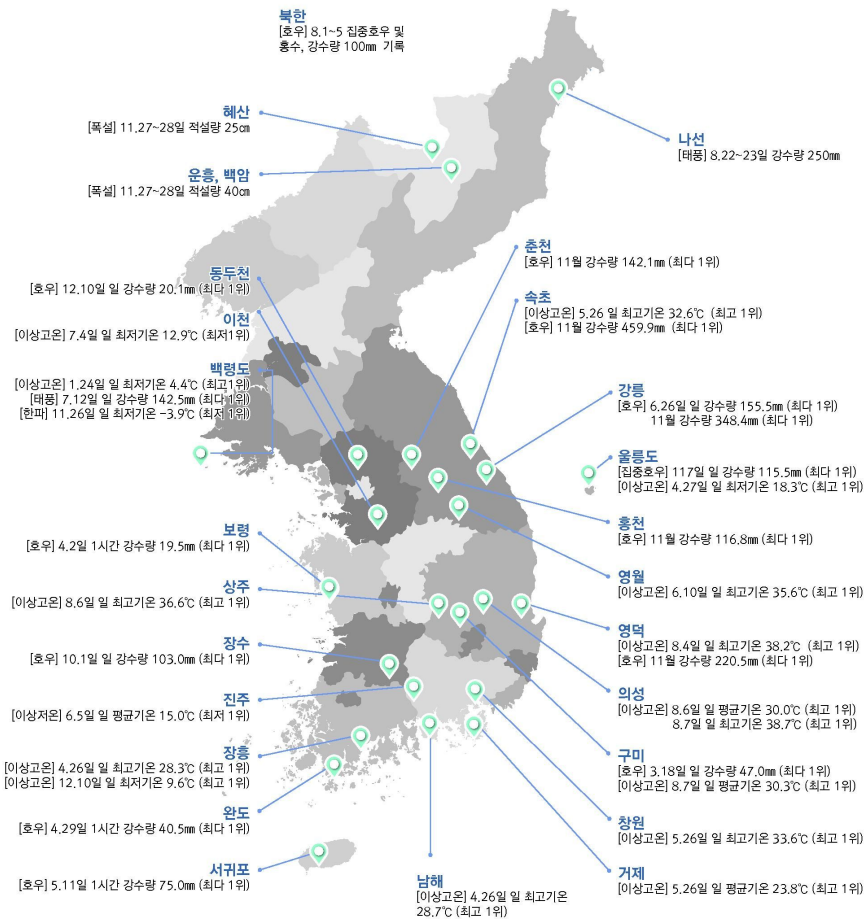 북한
[호우] 8.1~5 집중호우 및
홍수, 강수량 100㎜ 기록
혜산
[폭설] 11.27~28일 적설량 25㎝
운흥, 백암
[폭설] 11.27~28일 적설량 40㎝
나선
[태풍] 8.22~23일 강수량 250㎜
동두천
[호우] 12.10일 일 강수량 20.1㎜ (최다 1위)
이천
[이상고온] 7.4일 일 최저기온 12.9℃ (최저1위)
백령도
[이상고온] 1.24일 일 최저기온 4.4℃ (최고1위)
[태풍] 7.12일 일 강수량 142.5㎜ (최다 1위)
[한파] 11.26일 일 최저기온 -3.9℃ (최저 1위)
춘천
[호우] 11월 강수량 142.1㎜ (최다 1위)
속초
[이상고온] 5.26 일 최고기온 32.6℃ (최고 1위)
[호우] 11월 강수량 459.9㎜ (최다 1위)
강릉
[호우] 6.26일 일 강수량 155.5㎜ (최다 1위)
11월 강수량 348.4㎜ (최다 1위)
울릉도
[집중호우] 117일 일 강수량 115.5㎜ (최다 1위)
[이상고온] 4.27일 일 최저기온 18.3℃ (최고 1위)
홍천
[호우] 11월 강수량 116.8㎜ (최다 1위)
영월
[이상고온] 6.10일 일 최고기온 35.6℃ (최고 1위)
영덕
[이상고온] 8.4일 일 최고기온 38.2℃ (최고 1위)
[호우] 11월 강수량 220.5㎜ (최다 1위)
의성
[이상고온] 8.6일 일 평균기온 30.0℃ (최고 1위)
8.7일 일 최고기온 38.7℃ (최고 1위)
구미
[호우] 3.18일 일 강수량 47.0㎜ (최다 1위)
[이상고온] 8.7일 일 평균기온 30.3℃ (최고 1위)
창원
[이상고온] 5.26일 일 최고기온 33.6℃ (최고 1위)
거제
[이상고온] 5.26일 일 평균기온 23.8℃ (최고 1위)
보령
[호우] 4.2일 1시간 강수량 19.5㎜ (최다 1위)
상주
[이상고온] 8.6일 일 최고기온 36.6℃ (최고 1위)
장수
[호우] 10.1일 일 강수량 103.0㎜ (최다 1위)
진주
[이상저온] 6.5일 일 평균기온 15.0℃ (최저 1위)
장흥
[이상고온] 4.26일 일 최고기온 28.3℃ (최고 1위)
[이상고온] 12.10일 일 최저기온 9.6℃ (최고 1위)
완도
[호우] 4.29일 1시간 강수량 40.5㎜ (최다 1위)
서귀포
[호우] 5.11일 1시간 강수량 75.0㎜ (최다 1위)
남해
[이상고온] 4.26일 일 최고기온
28.7℃ (최고 1위)